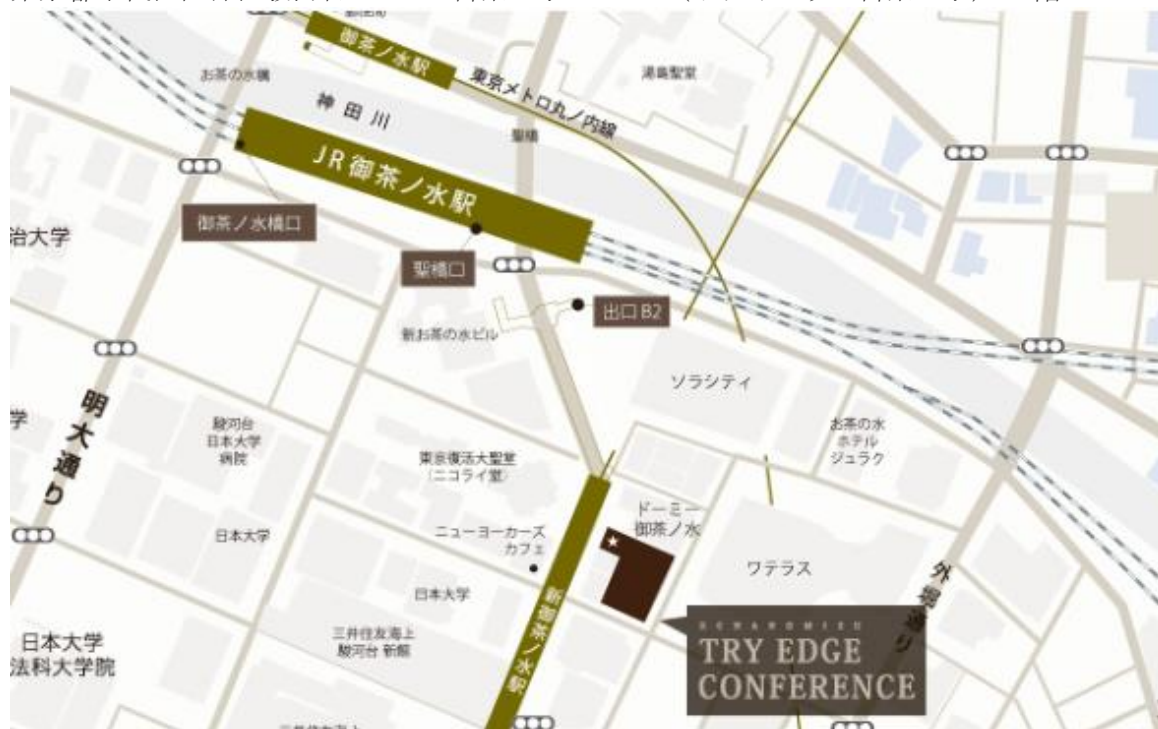 御茶ノ水駅
東京メトロ丸ノ内線
湯島聖堂
お茶の水橋
神田川
聖橋
JR御茶ノ水駅
御茶ノ水橋口
治大学
聖橋口
出口 B2
新お茶の水ビル
ソラシティ
明大通り
学
駿河台
日本大学
病院
お茶の水
ホテル
ジュラク
東京復活大聖堂
(ニコライ堂)
ドーミー
御茶ノ水
日本大学
ニューヨーカーズ
カフェ
ワテラス
外堀通り
日本大学
新御茶ノ水駅
三井住友海上
駿河台 新館
日本大学
法科大学院
TRY EDGE
CONFERENCE